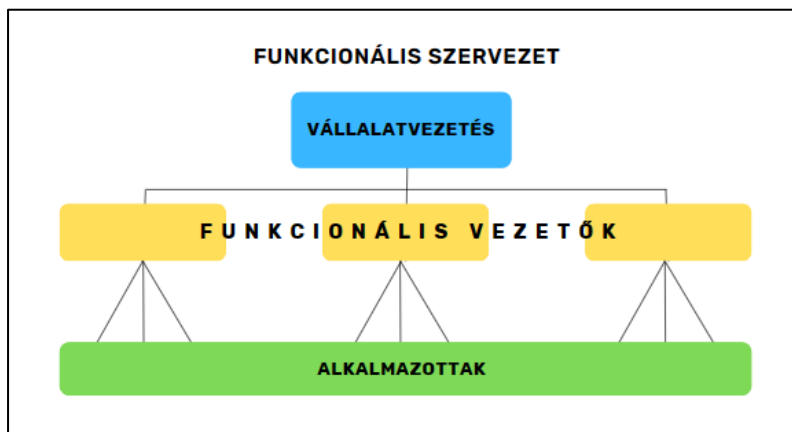 FUNKCIONÁLIS SZERVEZET
VÁLLALATVEZETÉS
FUNKCIONÁLIS VEZETŐK
ALKALMAZOTTAK